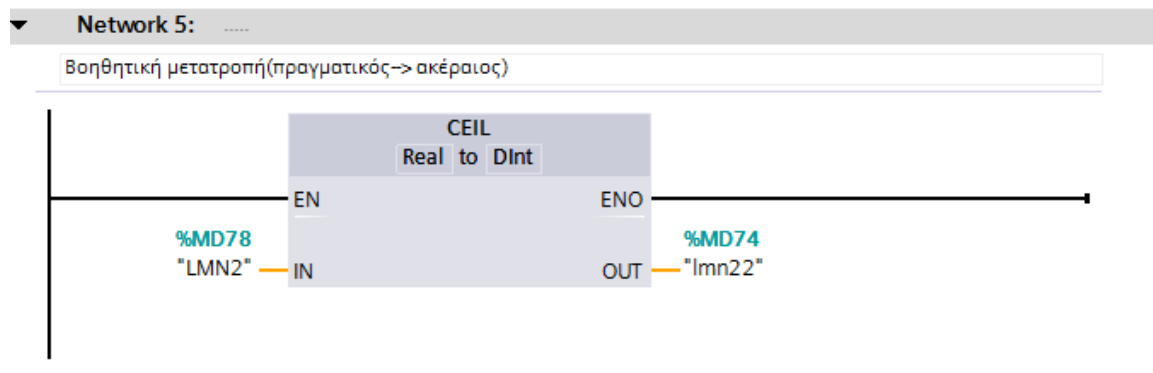 Network 5: .....
Βοηθητική μετατροπή(πραγματικός--> ακέραιος)
CEIL
Real to DInt
EN ENO
%MD78 %MD74
"LMN2" IN OUT "lmn22"